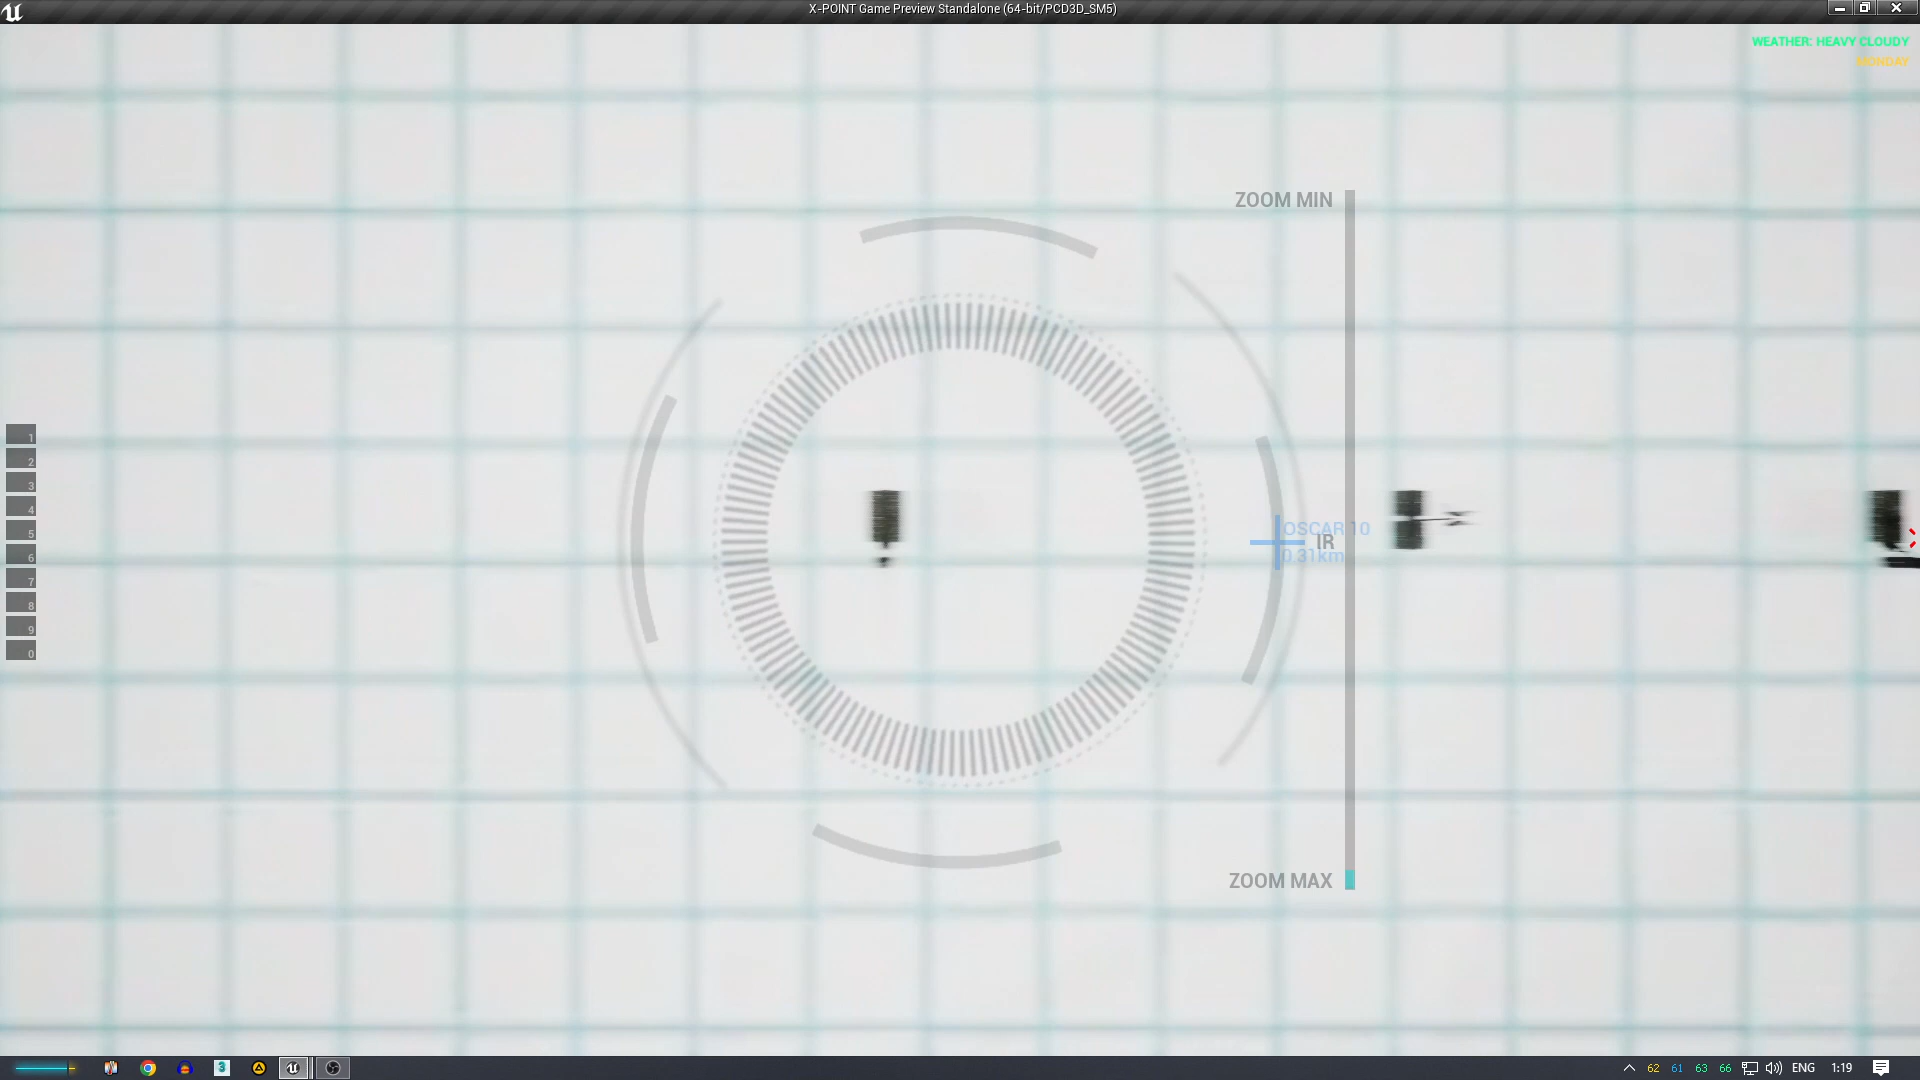 X-POINT Game Preview Standalone (64-bit/PCD3D_SM5)
WEATHER: HEAVY CLOUDY
MONDAY
ZOOM MIN
1
2
3
4
5
6
7
8
9
0
OSCAR 10
IR
0.31km
ZOOM MAX
3
62 61 63 66 ENG 1:19